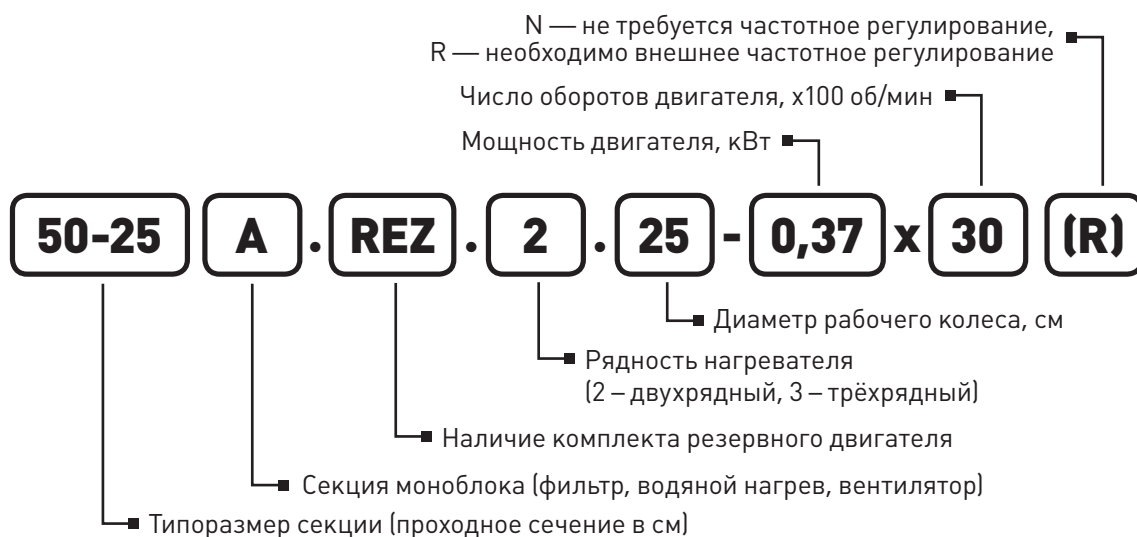 N — не требуется частотное регулирование,
R — необходимо внешнее частотное регулирование
Число оборотов двигателя, х100 об/мин
Мощность двигателя, кВт
50-25 A . REZ . 2 . 25 - 0,37 x 30 (R)
Диаметр рабочего колеса, см
Рядность нагревателя
(2 – двухрядный, 3 – трёхрядный)
Наличие комплекта резервного двигателя
Секция моноблока (фильтр, водяной нагрев, вентилятор)
Типоразмер секции (проходное сечение в см)